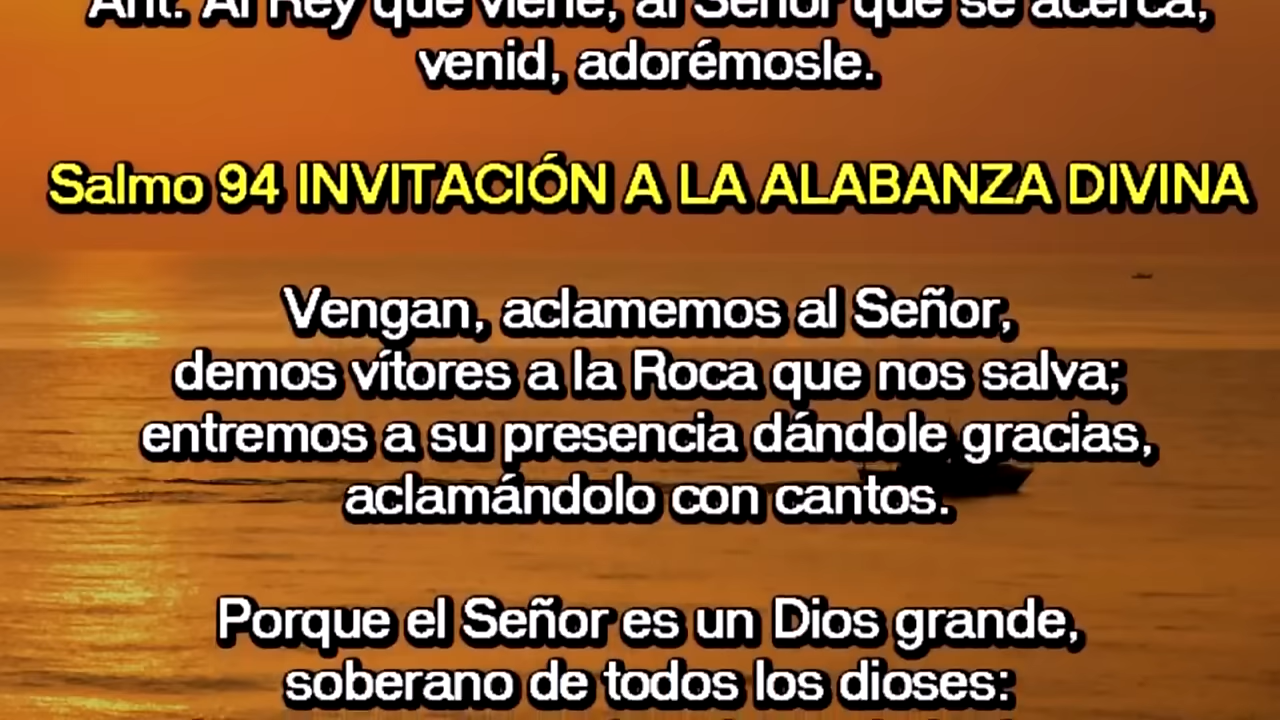 Ant. Al Rey que viene, al Señor que se acerca,
venid, adorémosle.
Salmo 94 INVITACIÓN A LA ALABANZA DIVINA
Vengan, aclamemos al Señor,
demos vítores a la Roca que nos salva;
entremos a su presencia dándole gracias,
aclamándolo con cantos.
Porque el Señor es un Dios grande,
soberano de todos los dioses: